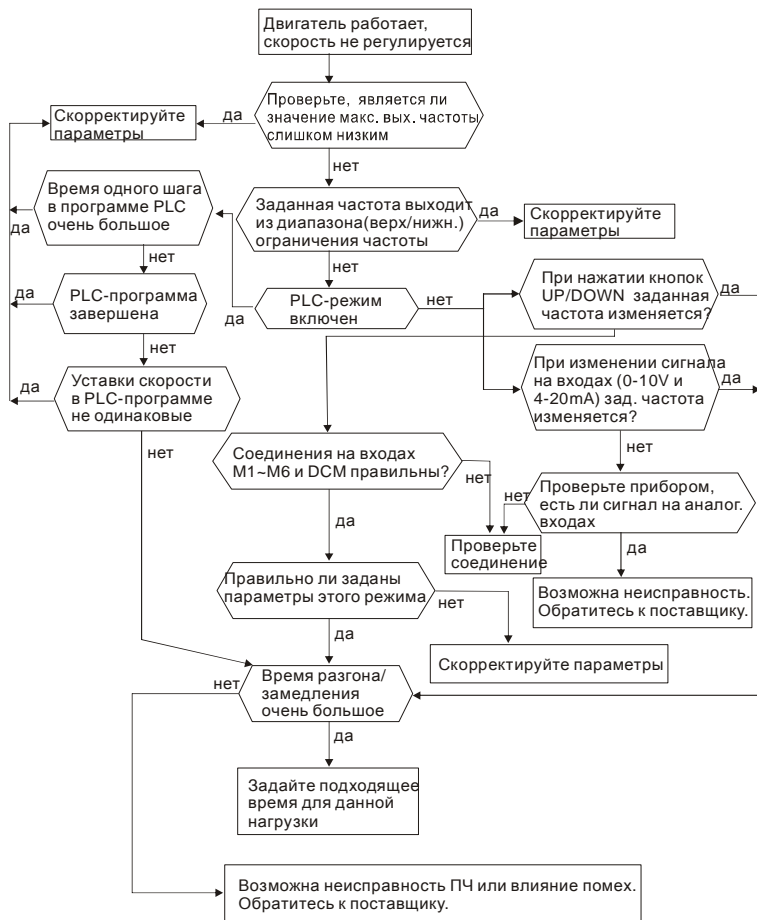 Двигатель работает,
скорость не регулируется
Проверьте, является ли
значение макс. вых. частоты
слишком низким
да
Скорректируйте
параметры
нет
Время одного шага
в программе PLC
очень большое
Заданная частота выходит
из диапазона(верх/нижн.)
ограничения частоты
да
Скорректируйте
параметры
да
нет
нет
PLC-программа
завершена
да
PLC-режим
включен
да
нет
При нажатии кнопок
UP/DOWN заданная
частота изменяется?
да
нет
Уставки скорости
в PLC-программе
не одинаковые
да
При изменении сигнала
на входах (0-10V и
4-20mA) зад. частота
изменяется?
да
нет
нет
Соединения на входах
M1~M6 и DCM правильны?
нет
Проверьте прибором,
есть ли сигнал на аналог.
входах
нет
да
Проверьте
соединение
да
Возможна неисправность.
Обратитесь к поставщику.
Правильно ли заданы
параметры этого режима
нет
да
Скорректируйте параметры
Время разгона/
замедления
очень большое
нет
да
Задайте подходящее
время для данной
нагрузки
Возможна неисправность ПЧ или влияние помех.
Обратитесь к поставщику.